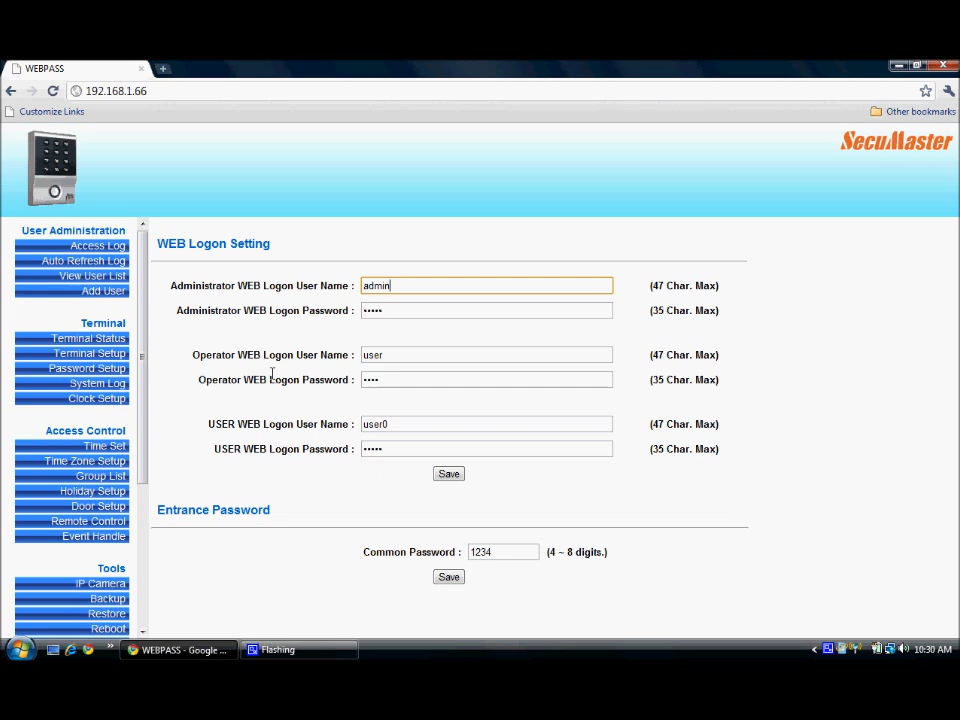 WEBPASS
192.168.1.66
Customize Links
Other bookmarks
SecuMaster
User Administration
Access Log
Auto Refresh Log
View User List
Add User
Terminal
Terminal Status
Terminal Setup
Password Setup
System Log
Clock Setup
Access Control
Time Set
Time Zone Setup
Group List
Holiday Setup
Door Setup
Remote Control
Event Handle
Tools
IP Camera
Backup
Restore
Reboot
WEB Logon Setting
Administrator WEB Logon User Name : admin (47 Char. Max)
Administrator WEB Logon Password : ••••• (35 Char. Max)
Operator WEB Logon User Name : user (47 Char. Max)
Operator WEB Logon Password : •••• (35 Char. Max)
USER WEB Logon User Name : user0 (47 Char. Max)
USER WEB Logon Password : ••••• (35 Char. Max)
Save
Entrance Password
Common Password : 1234 (4 ~ 8 digits.)
Save
WEBPASS - Google ...
Flashing
10:30 AM